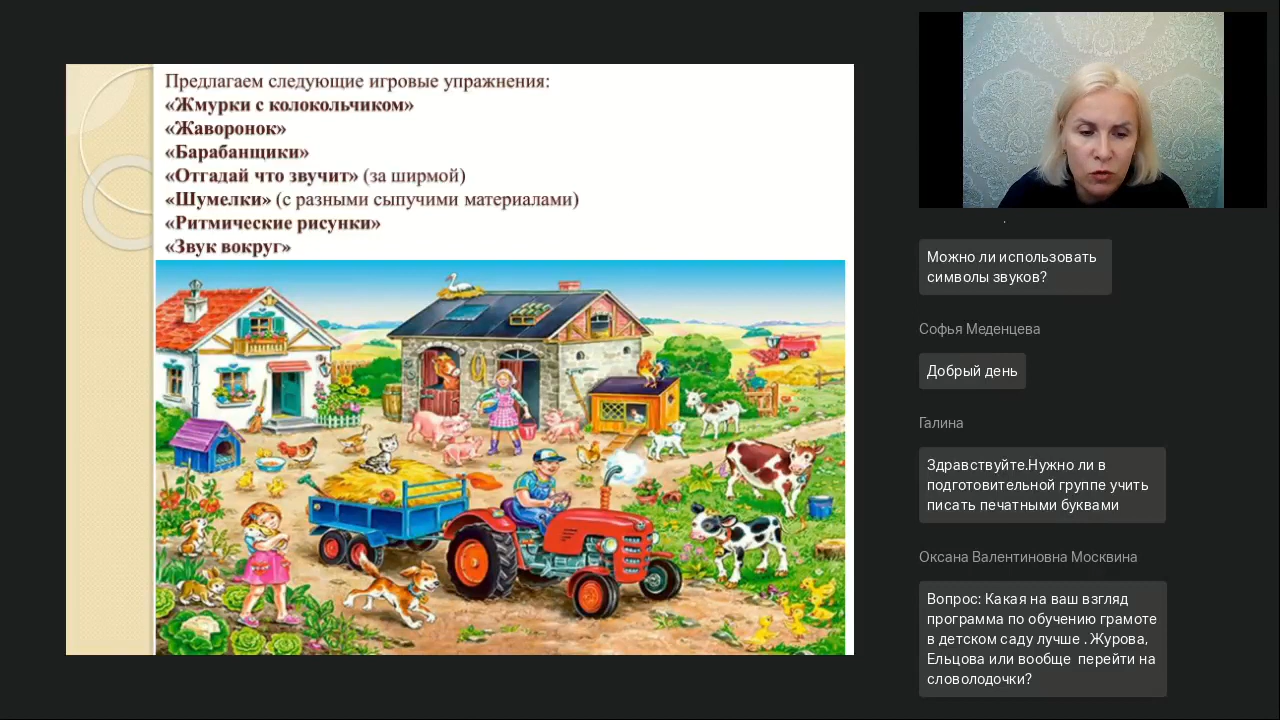 Предлагаем следующие игровые упражнения:
«Жмурки с колокольчиком»
«Жаворонок»
«Барабанщики»
«Отгадай что звучит» (за ширмой)
«Шумелки» (с разными сыпучими материалами)
«Ритмические рисунки»
«Звук вокруг»
Можно ли использовать
символы звуков?
Софья Меденцева
Добрый день
Галина
Здравствуйте.Нужно ли в
подготовительной группе учить
писать печатными буквами
Оксана Валентиновна Москвина
Вопрос: Какая на ваш взгляд
программа по обучению грамоте
в детском саду лучше . Журова,
Ельцова или вообще  перейти на
словолодочки?